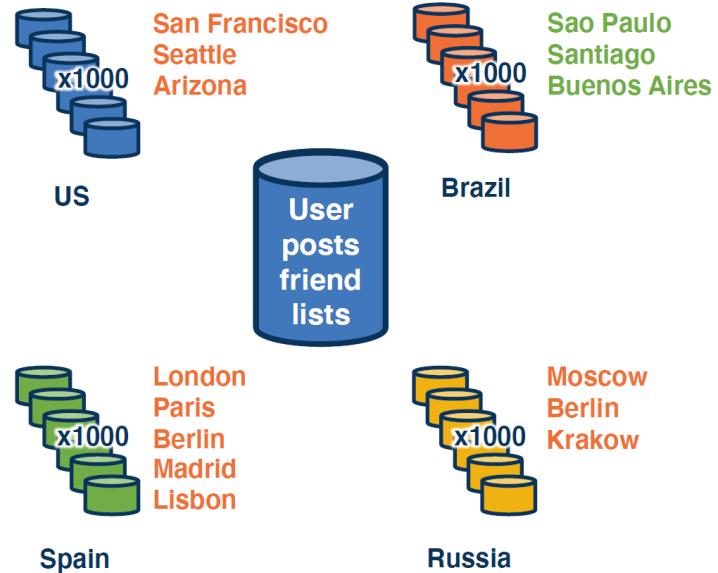 San Francisco
Seattle
Arizona
x1000
US
Sao Paulo
Santiago
Buenos Aires
x1000
Brazil
User
posts
friend
lists
London
Paris
Berlin
Madrid
Lisbon
x1000
Spain
Moscow
Berlin
Krakow
x1000
Russia